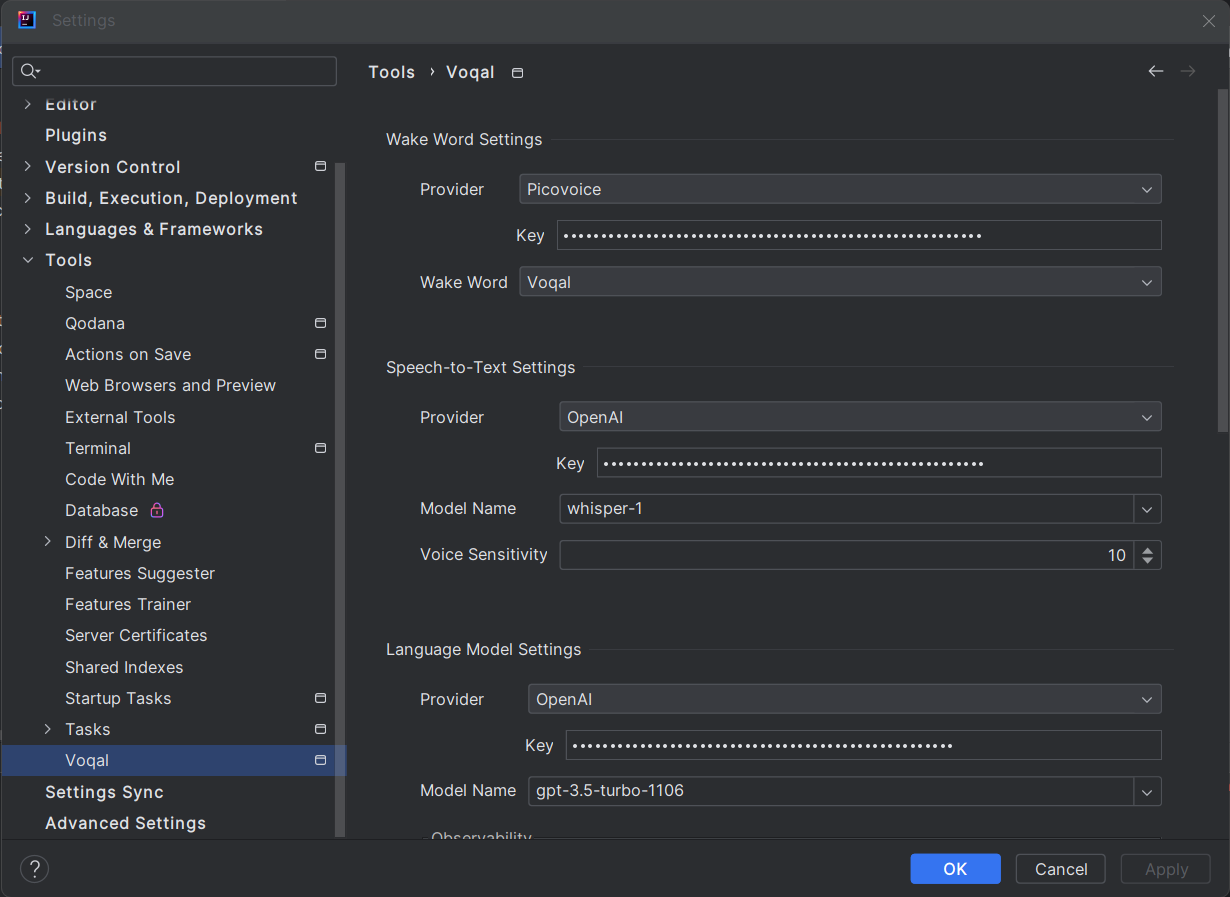 Settings
Tools › Voqal
Editor
Plugins
Version Control
Build, Execution, Deployment
Languages & Frameworks
Tools
Space
Qodana
Actions on Save
Web Browsers and Preview
External Tools
Terminal
Code With Me
Database
Diff & Merge
Features Suggester
Features Trainer
Server Certificates
Shared Indexes
Startup Tasks
Tasks
Voqal
Settings Sync
Advanced Settings
Wake Word Settings
Provider Picovoice
Key ••••••••••••••••••••••••••••••••••••••••••••••••••••••••
Wake Word Voqal
Speech-to-Text Settings
Provider OpenAI
Key •••••••••••••••••••••••••••••••••••••••••••••••••••
Model Name whisper-1
Voice Sensitivity 10
Language Model Settings
Provider OpenAI
Key •••••••••••••••••••••••••••••••••••••••••••••••••••
Model Name gpt-3.5-turbo-1106
Observability
?
OK Cancel Apply